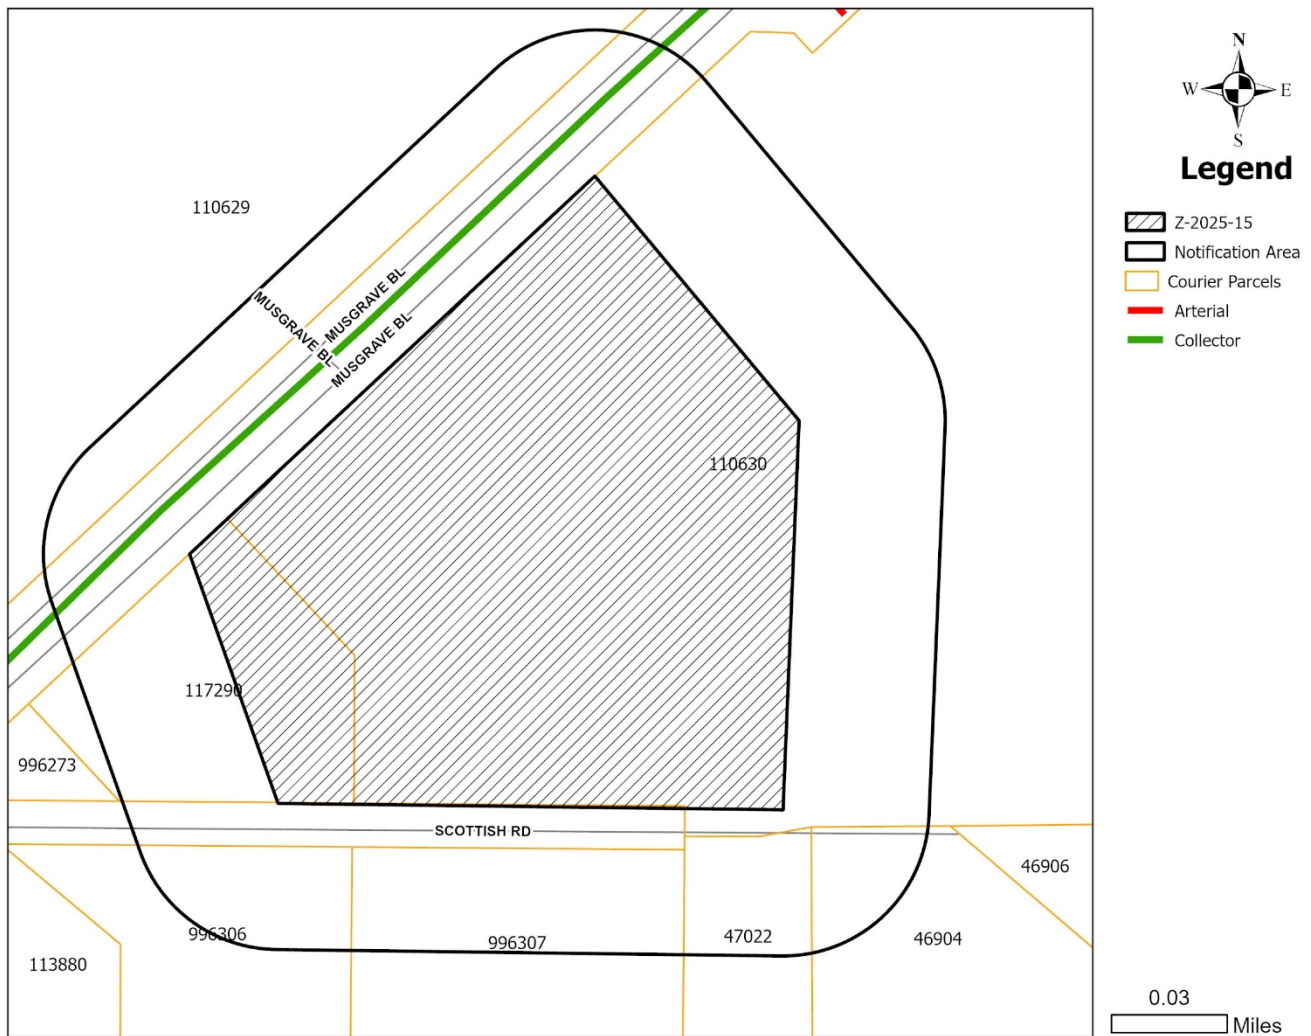 N
W
E
S
Legend
Z-2025-15
Notification Area
Courier Parcels
Arterial
Collector
110629
MUSGRAVE BL
MUSGRAVE BL
MUSGRAVE BL
110630
117290
996273
SCOTTISH RD
46906
996306
996307
47022
46904
113880
0.03
Miles